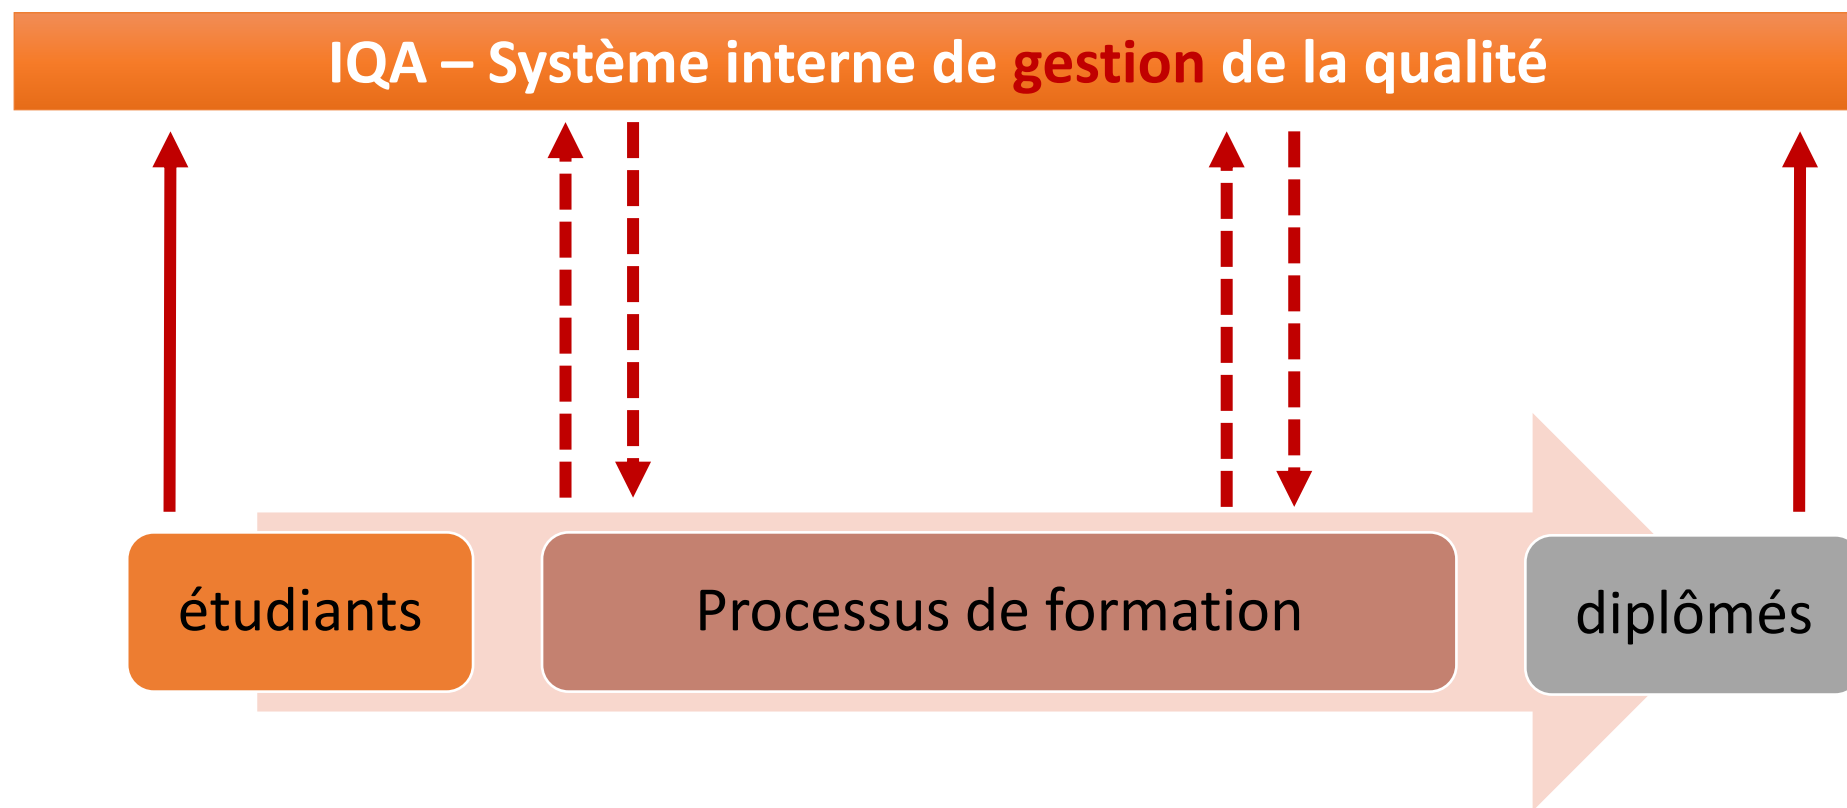 IQA – Système interne de gestion de la qualité
étudiants
Processus de formation
diplômés